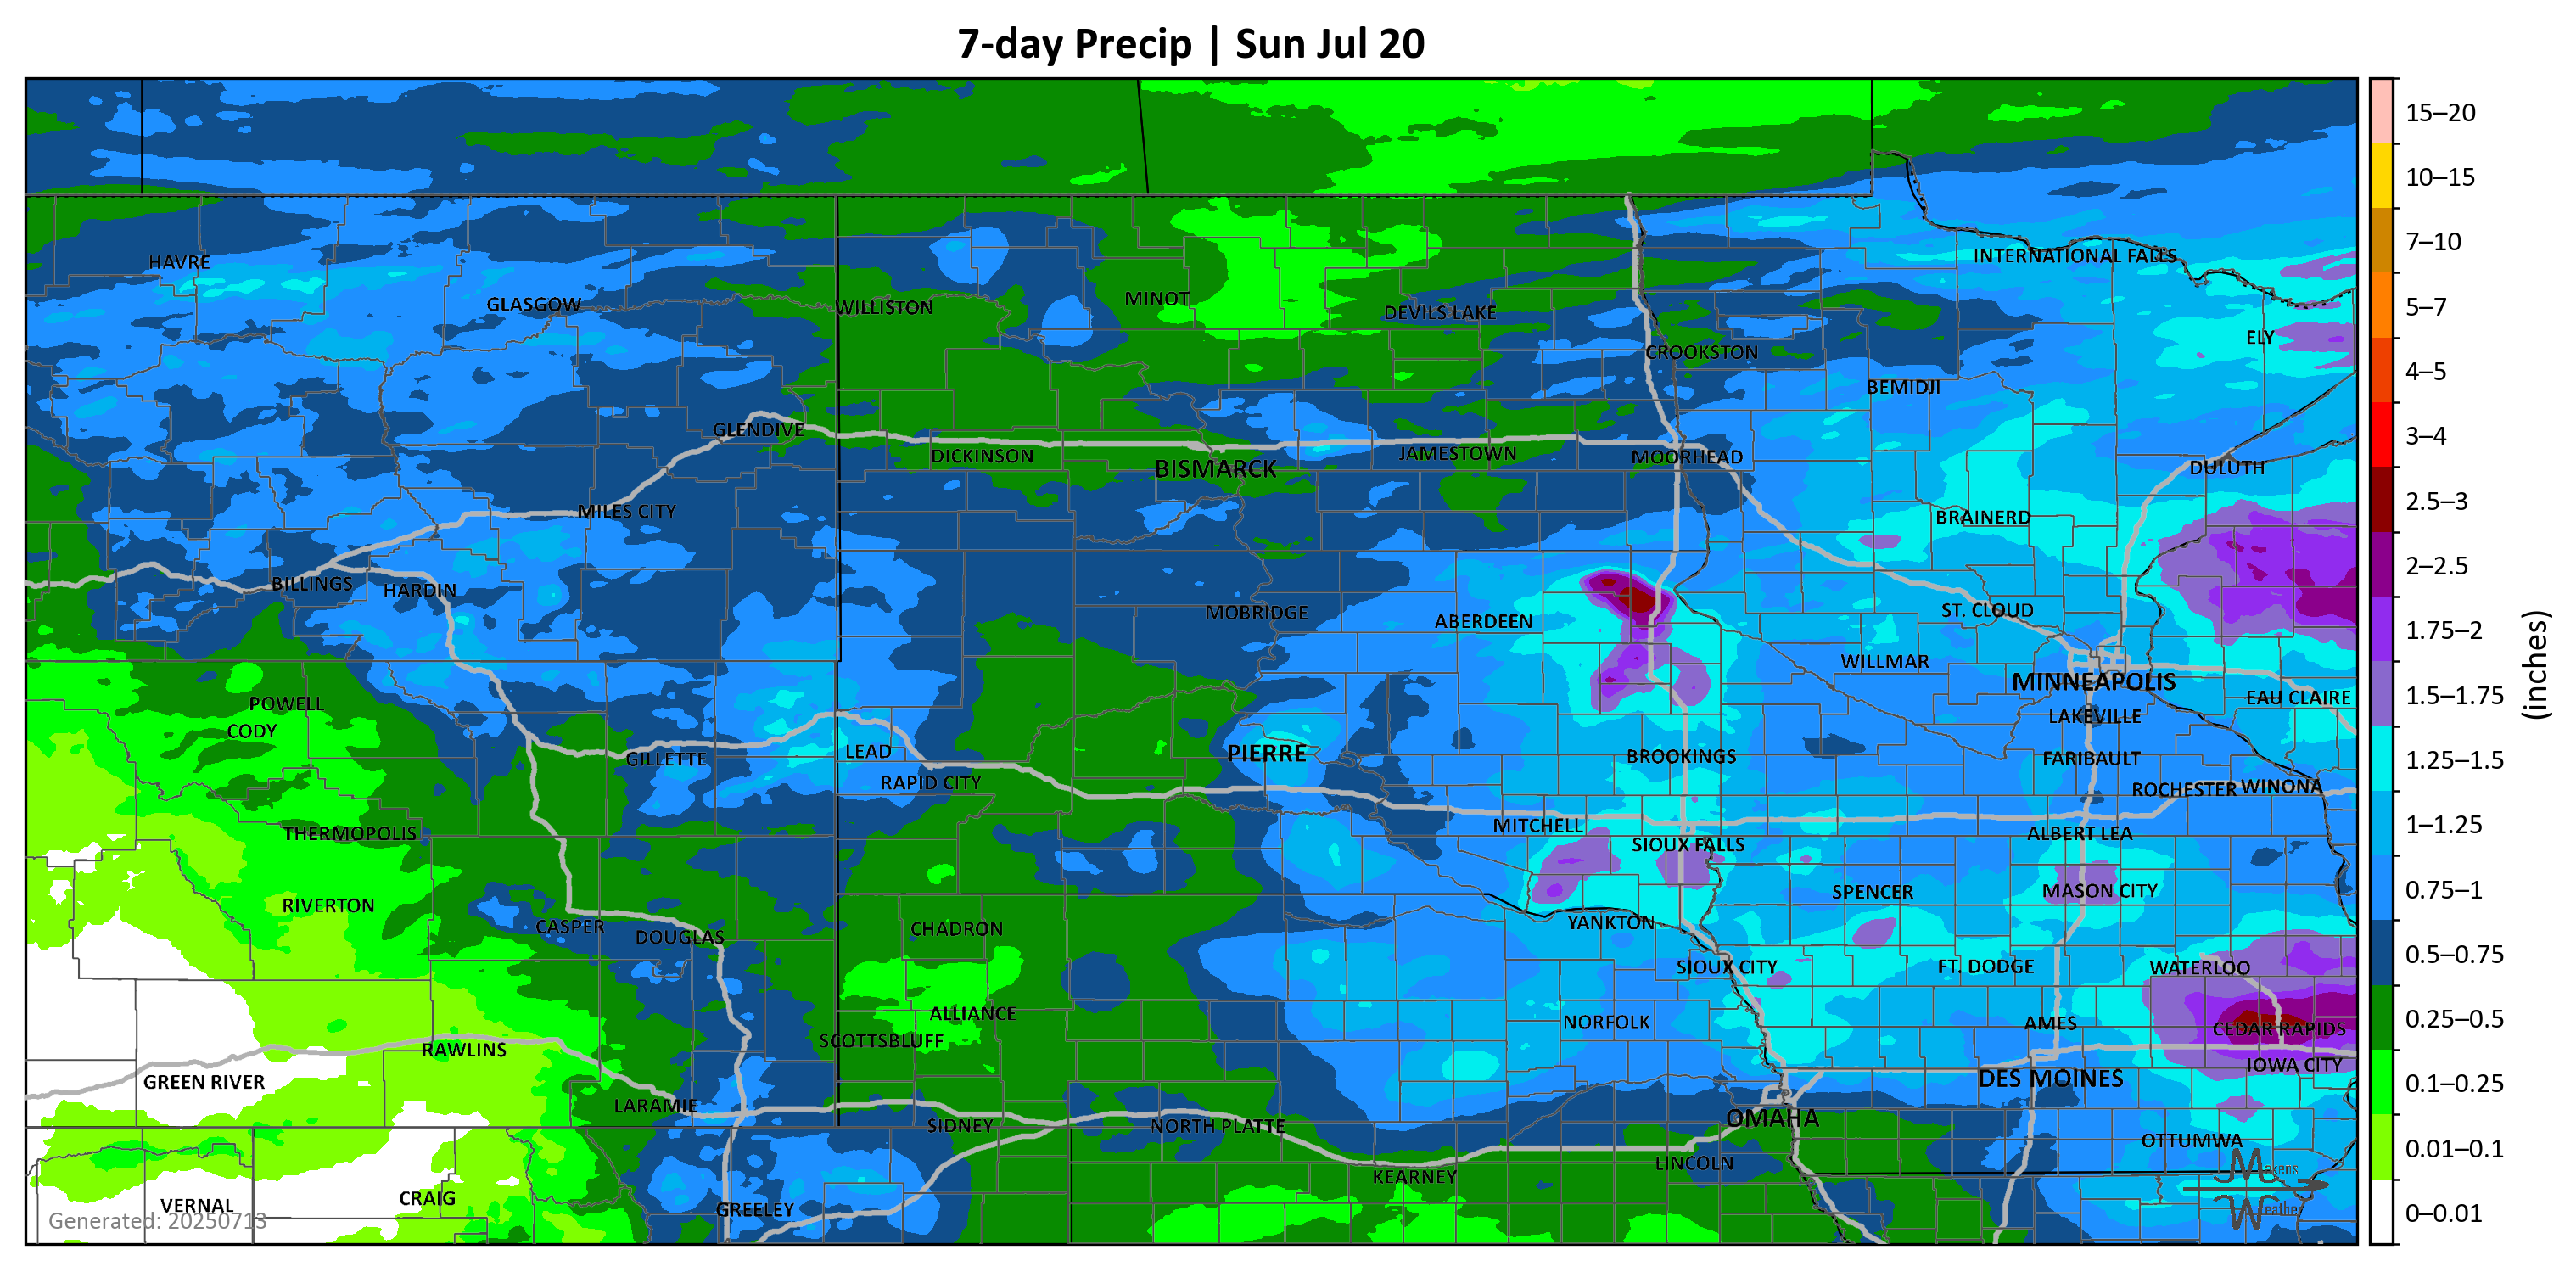 7-day Precip | Sun Jul 20
15–20
10–15
7–10
5–7
4–5
3–4
2.5–3
2–2.5
1.75–2
1.5–1.75
1.25–1.5
1–1.25
0.75–1
0.5–0.75
0.25–0.5
0.1–0.25
0.01–0.1
0–0.01
(inches)
INTERNATIONAL FALLS
HAVRE
GLASGOW
WILLISTON
MINOT
DEVILS LAKE
ELY
CROOKSTON
BEMIDJI
GLENDIVE
DICKINSON
BISMARCK
JAMESTOWN
MOORHEAD
DULUTH
MILES CITY
BRAINERD
BILLINGS
HARDIN
MOBRIDGE
ABERDEEN
ST. CLOUD
WILLMAR
MINNEAPOLIS
EAU CLAIRE
POWELL
CODY
LAKEVILLE
GILLETTE
LEAD
PIERRE
BROOKINGS
FARIBAULT
RAPID CITY
ROCHESTER
WINONA
THERMOPOLIS
MITCHELL
SIOUX FALLS
ALBERT LEA
RIVERTON
SPENCER
MASON CITY
CASPER
DOUGLAS
CHADRON
YANKTON
SIOUX CITY
FT. DODGE
WATERLOO
ALLIANCE
SCOTTSBLUFF
NORFOLK
AMES
CEDAR RAPIDS
RAWLINS
GREEN RIVER
IOWA CITY
DES MOINES
LARAMIE
SIDNEY
NORTH PLATTE
OMAHA
OTTUMWA
LINCOLN
KEARNEY
VERNAL
CRAIG
GREELEY
Makens
Weather
Generated: 20250713